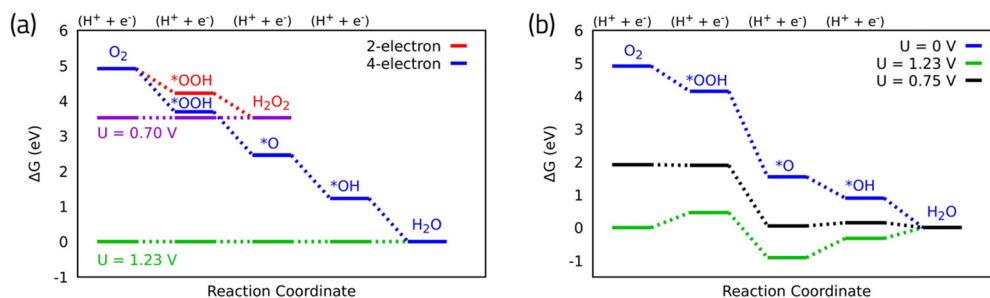 (a)
(H⁺ + e⁻) (H⁺ + e⁻) (H⁺ + e⁻) (H⁺ + e⁻)
6
5
4
3
2
1
0
-1
ΔG (eV)
O₂
*OOH
*OOH
H₂O₂
*O
*OH
H₂O
2-electron
4-electron
U = 0.70 V
U = 1.23 V
Reaction Coordinate
(b)
(H⁺ + e⁻) (H⁺ + e⁻) (H⁺ + e⁻) (H⁺ + e⁻)
6
5
4
3
2
1
0
-1
ΔG (eV)
O₂
*OOH
*O
*OH
H₂O
U = 0 V
U = 1.23 V
U = 0.75 V
Reaction Coordinate